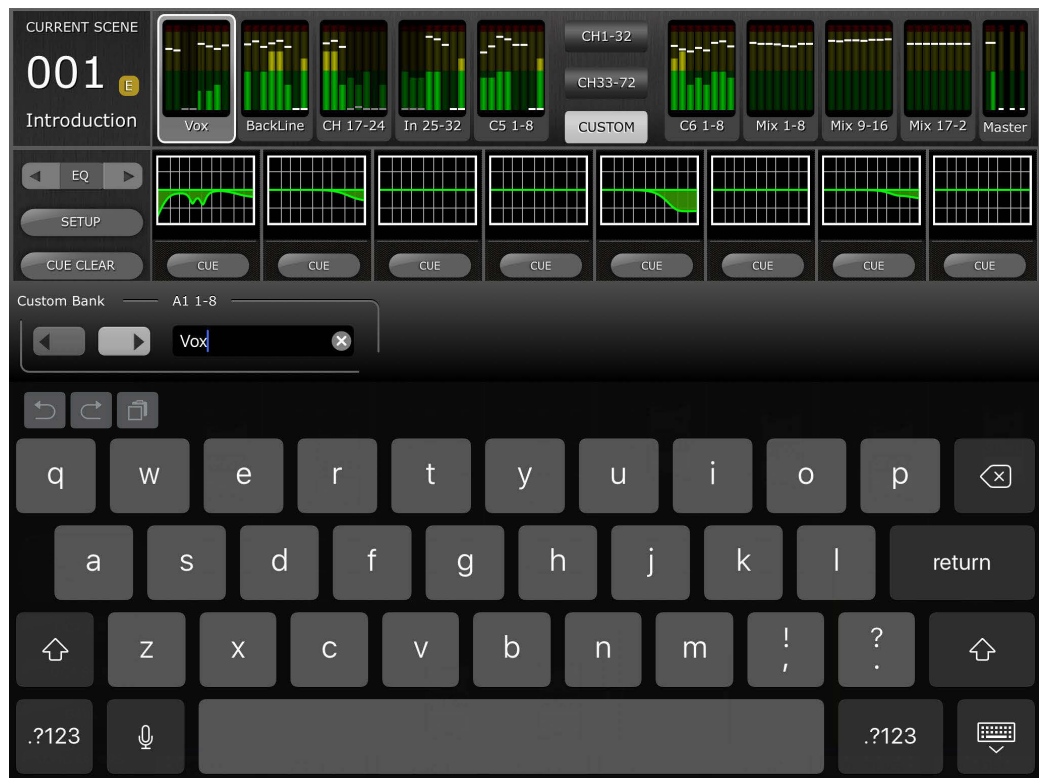 CURRENT SCENE
001 E
Introduction
Vox BackLine CH 17-24 In 25-32 C5 1-8
CH1-32
CH33-72
CUSTOM
C6 1-8 Mix 1-8 Mix 9-16 Mix 17-2 Master
EQ
SETUP
CUE CLEAR
CUE CUE CUE CUE CUE CUE CUE CUE
Custom Bank A1 1-8
Vox
q w e r t y u i o p
a s d f g h j k l return
z x c v b n m ! , ? .
.?123 .?123